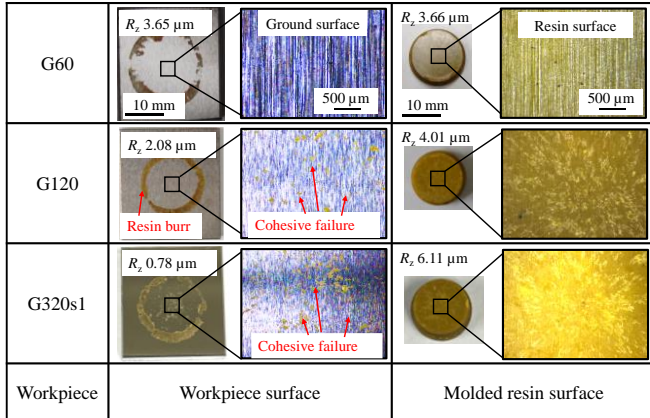 G60
Rz 3.65 µm
10 mm
Ground surface
500 µm
Rz 3.66 µm
10 mm
Resin surface
500 µm
G120
Rz 2.08 µm
Resin burr
Cohesive failure
Rz 4.01 µm
G320s1
Rz 0.78 µm
Cohesive failure
Rz 6.11 µm
Workpiece
Workpiece surface
Molded resin surface